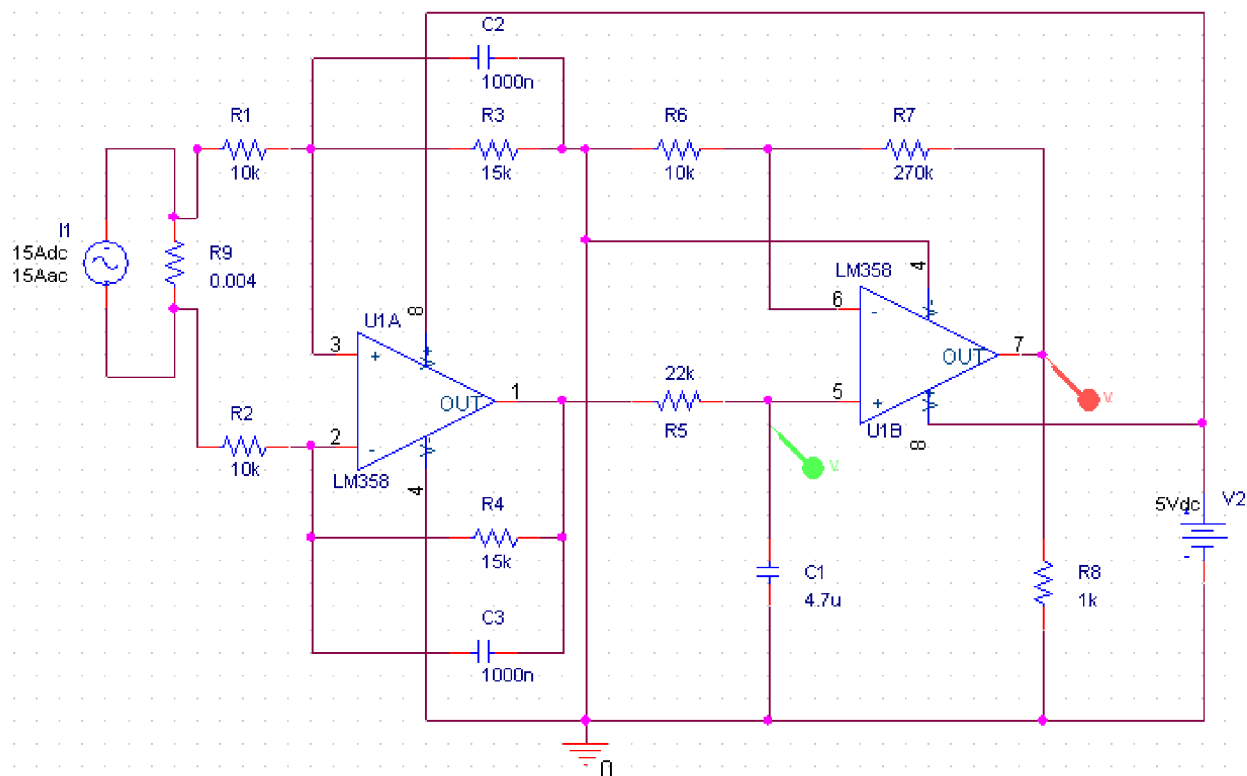 C2
1000n
R1
10k
R3
15k
R6
10k
R7
270k
I1
15Adc
15Aac
R9
0.004
U1A
8
3
+
+
OUT
1
2
-
-
LM358
4
R2
10k
R4
15k
C3
1000n
22k
R5
LM358
4
6
-
-
OUT
7
5
+
+
U1B
8
V
V
C1
4.7u
R8
1k
5Vdc
V2
-
0